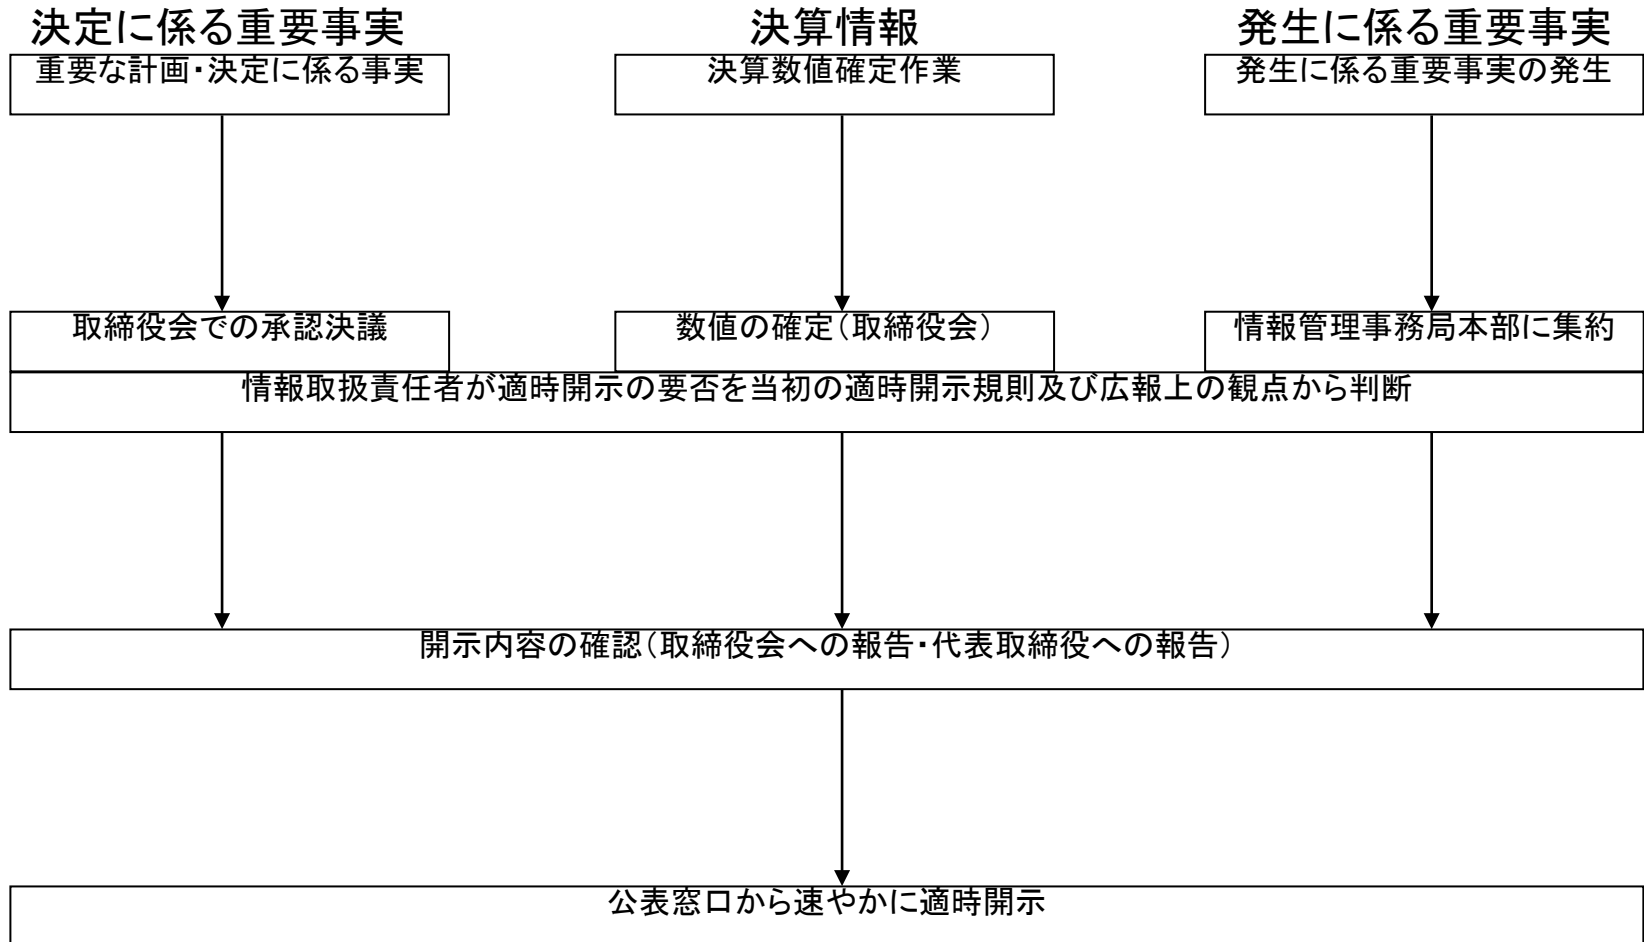 決定に係る重要事実
決算情報
発生に係る重要事実
重要な計画・決定に係る事実
決算数値確定作業
発生に係る重要事実の発生
取締役会での承認決議
数値の確定（取締役会）
情報管理事務局本部に集約
情報取扱責任者が適時開示の要否を当初の適時開示規則及び広報上の観点から判断
開示内容の確認（取締役会への報告・代表取締役への報告）
公表窓口から速やかに適時開示